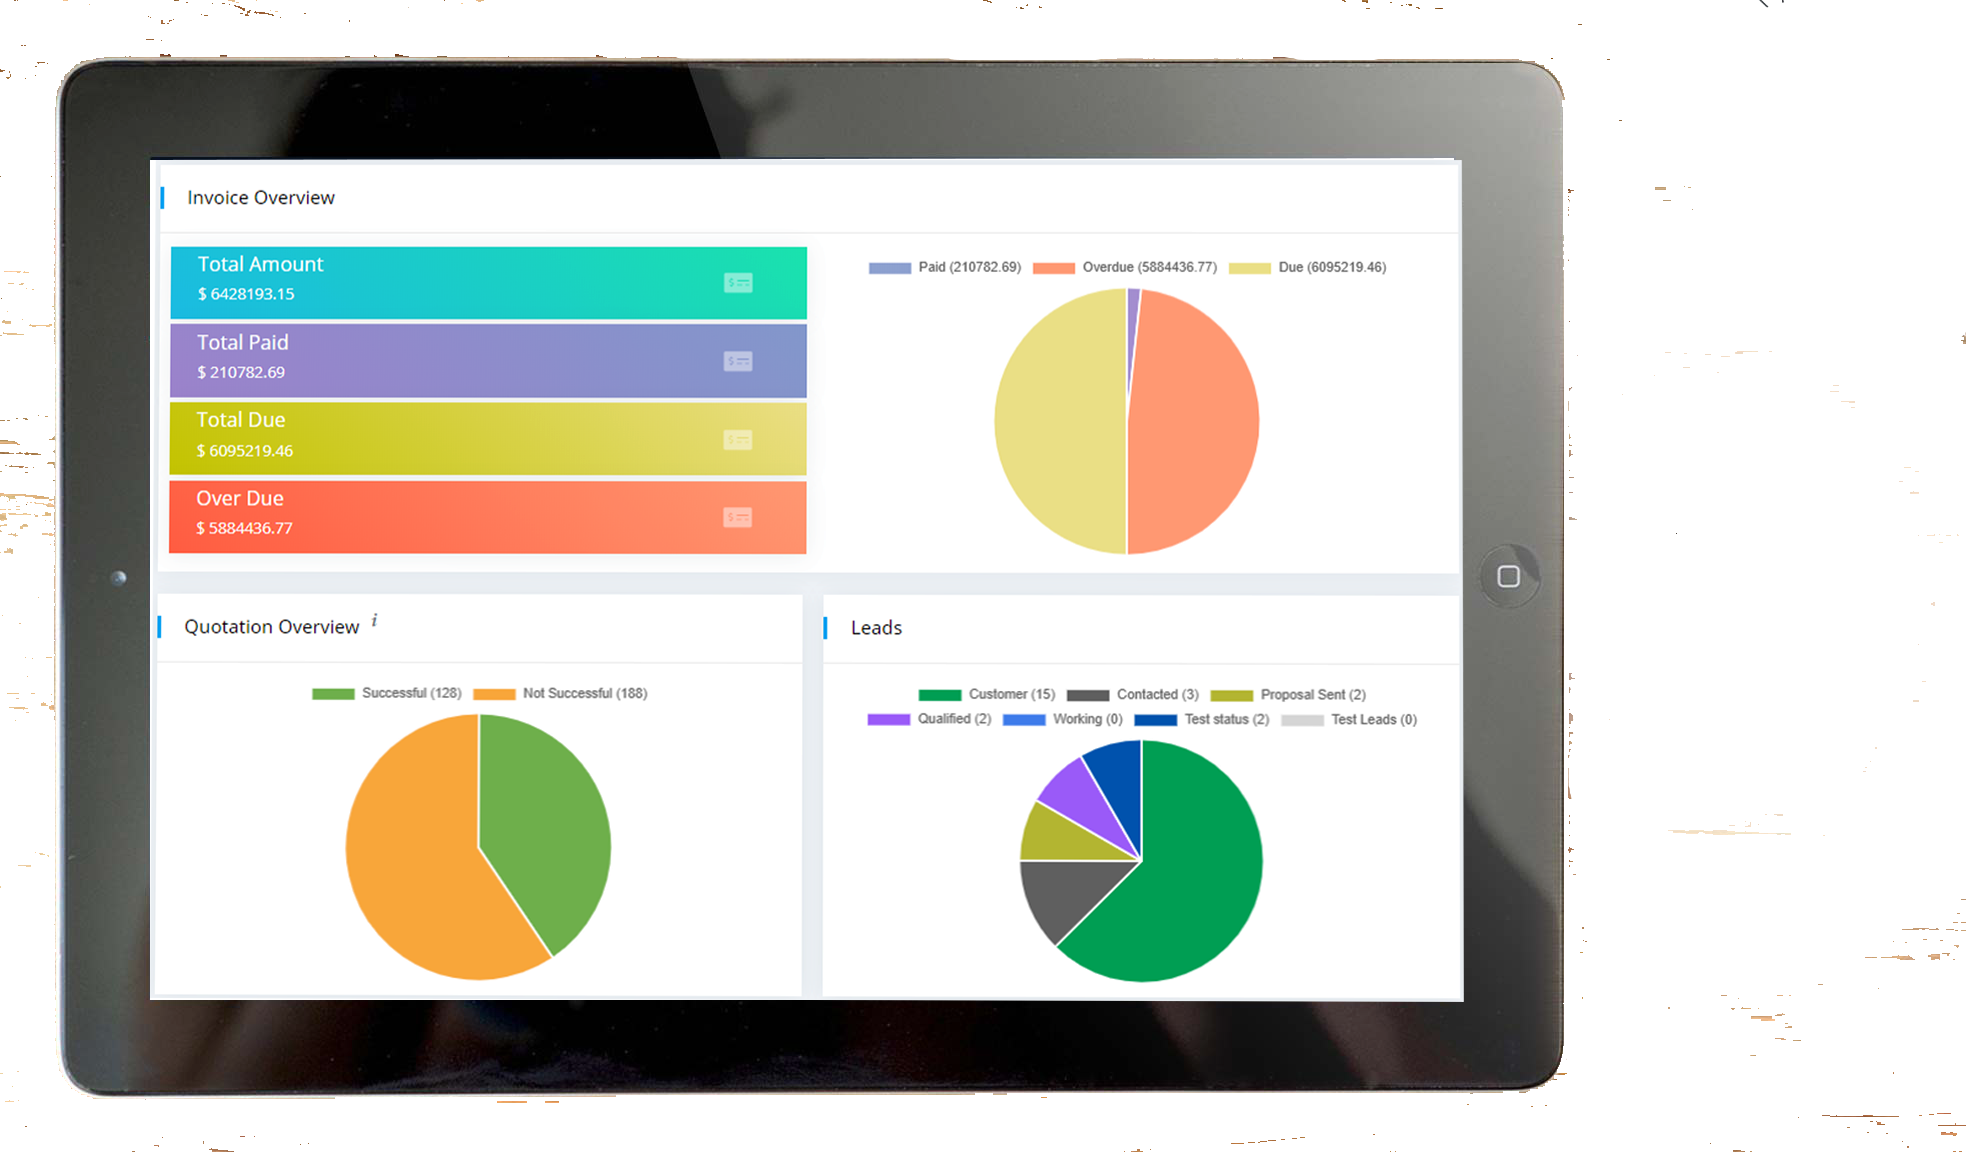 Invoice Overview
Total Amount
$ 6428193.15
Total Paid
$ 210782.69
Total Due
$ 6095219.46
Over Due
$ 5884436.77
Paid (210782.69) Overdue (5884436.77) Due (6095219.46)
Quotation Overview i
Successful (128) Not Successful (188)
Leads
Customer (15) Contacted (3) Proposal Sent (2)
Qualified (2) Working (0) Test status (2) Test Leads (0)